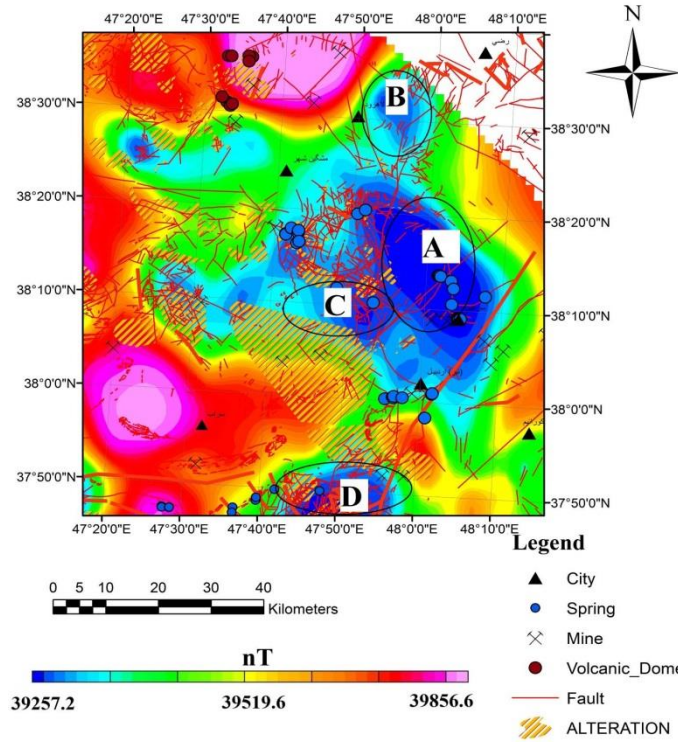 47°20'0"E 47°30'0"E 47°40'0"E 47°50'0"E 48°0'0"E 48°10'0"E
N
رضی
38°30'0"N
B
38°30'0"N
مشگین شهر
38°20'0"N
38°20'0"N
A
38°10'0"N
C
38°10'0"N
38°0'0"N
38°0'0"N
سراب
37°50'0"N
D
37°50'0"N
47°20'0"E 47°30'0"E 47°40'0"E 47°50'0"E 48°0'0"E 48°10'0"E
Legend
City
Spring
Mine
Volcanic_Dome
Fault
ALTERATION
0 5 10 20 30 40
Kilometers
nT
39257.2 39519.6 39856.6